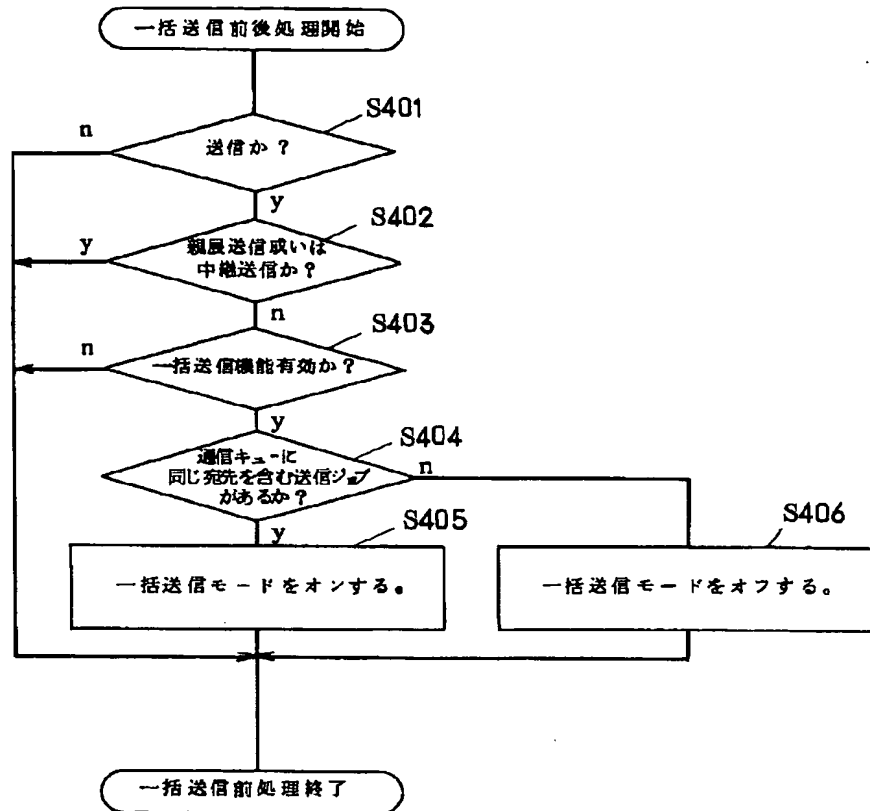 一括送信前後処理開始
S401
n
送信か？
y
S402
y
親展送信或いは
中継送信か？
n
S403
n
一括送信機能有効か？
y
S404
通信キューに
同じ宛先を含む送信ジョブ
があるか？
n
y
S405
S406
一括送信モードをオンする。
一括送信モードをオフする。
一括送信前処理終了